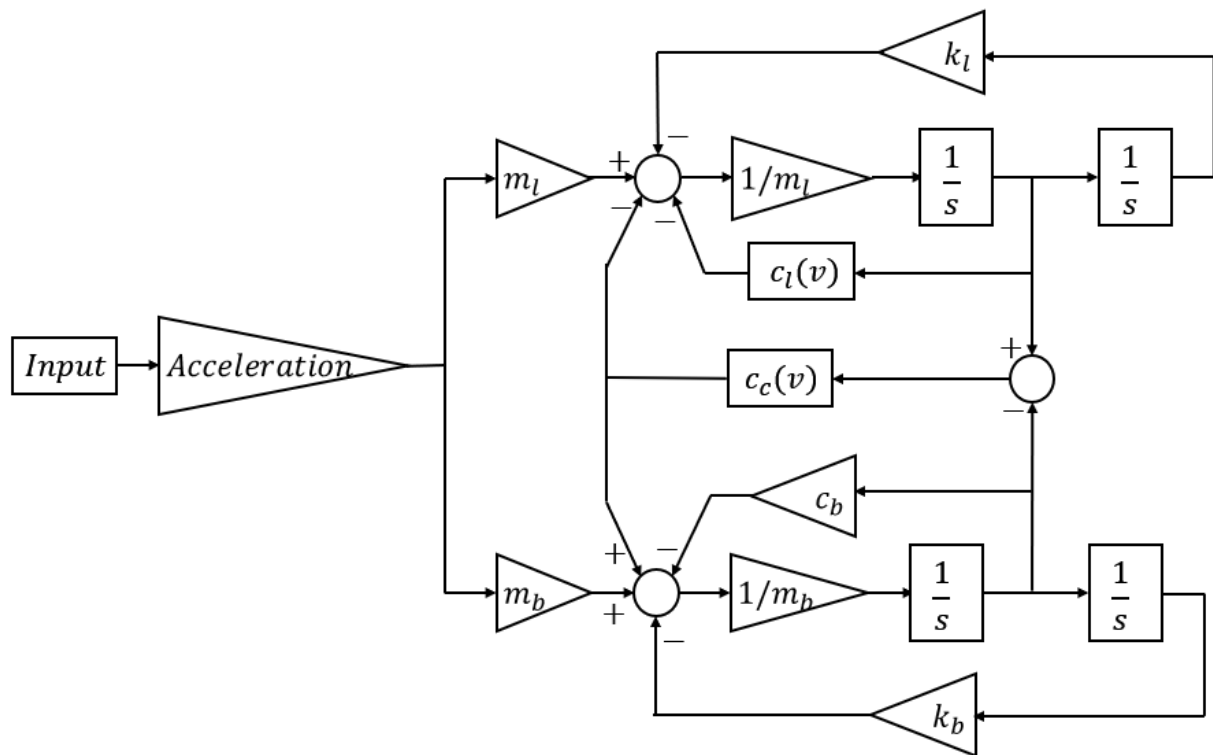 k_l
−
m_l
+
1/m_l
1/s
1/s
−
−
c_l(v)
Input
Acceleration
+
c_c(v)
−
c_b
+
−
m_b
+
1/m_b
1/s
1/s
−
k_b